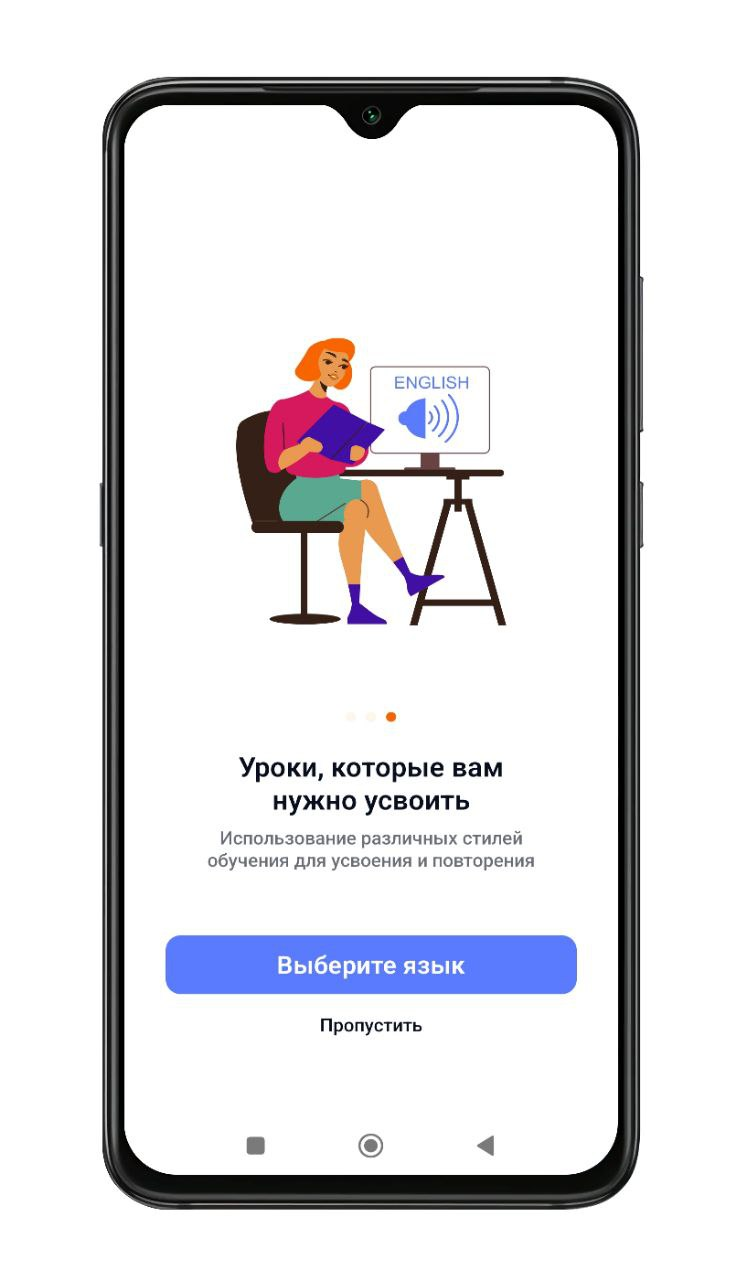 ENGLISH
Уроки, которые вам
нужно усвоить
Использование различных стилей
обучения для усвоения и повторения
Выберите язык
Пропустить